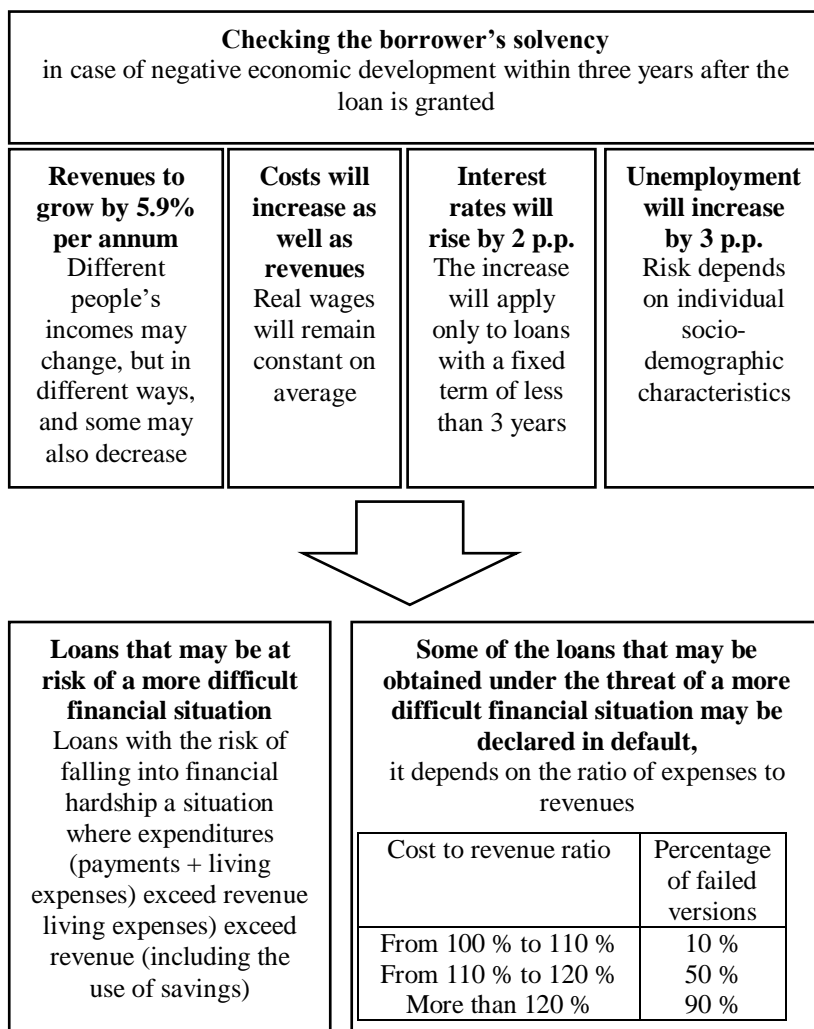 Checking the borrower's solvency
in case of negative economic development within three years after the
loan is granted
Revenues to
grow by 5.9%
per annum
Different
people's
incomes may
change, but in
different ways,
and some may
also decrease
Costs will
increase as
well as
revenues
Real wages
will remain
constant on
average
Interest
rates will
rise by 2 p.p.
The increase
will apply
only to loans
with a fixed
term of less
than 3 years
Unemployment
will increase
by 3 p.p.
Risk depends
on individual
socio-
demographic
characteristics
Loans that may be at
risk of a more difficult
financial situation
Loans with the risk of
falling into financial
hardship a situation
where expenditures
(payments + living
expenses) exceed revenue
living expenses) exceed
revenue (including the
use of savings)
Some of the loans that may be
obtained under the threat of a more
difficult financial situation may be
declared in default,
it depends on the ratio of expenses to
revenues
Cost to revenue ratio
Percentage
of failed
versions
From 100 % to 110 % 10 %
From 110 % to 120 % 50 %
More than 120 % 90 %